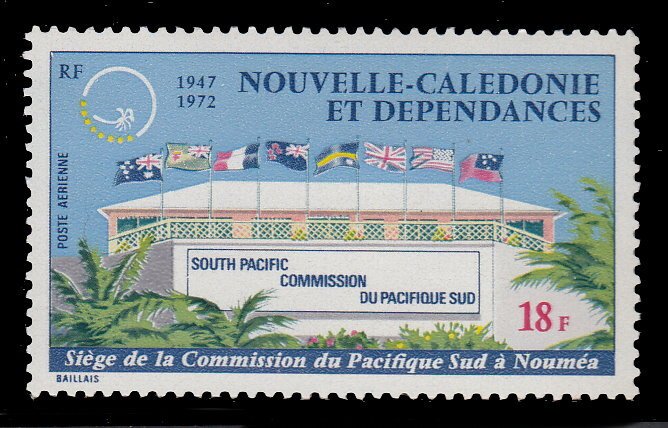 RF
1947
1972
NOUVELLE-CALEDONIE
ET DEPENDANCES
POSTE AERIENNE
SOUTH PACIFIC
COMMISSION
DU PACIFIQUE SUD
18 F
Siège de la Commission du Pacifique Sud à Nouméa
BAILLAIS